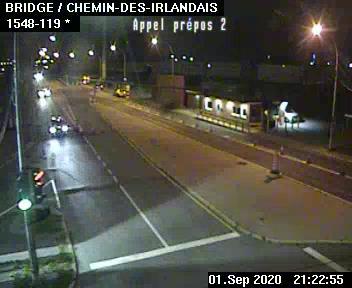 BRIDGE / CHEMIN-DES-IRLANDAIS
1548-119 *
Appel prépos 2
01.Sep 2020 21:22:55